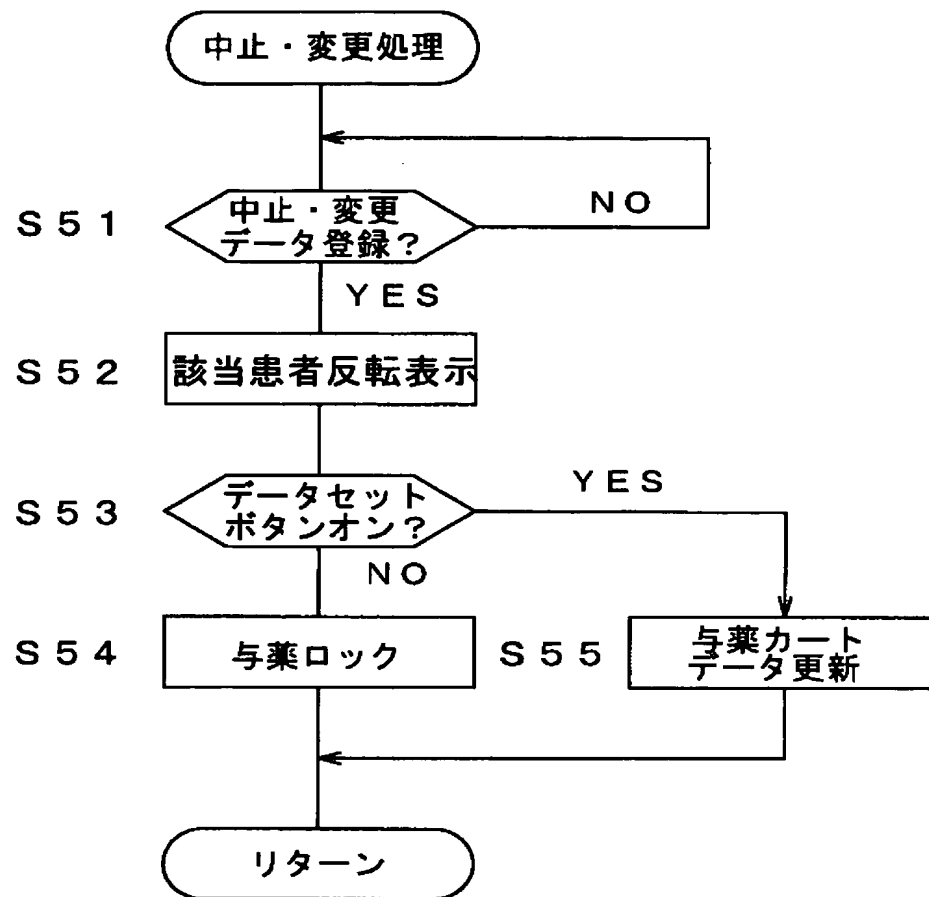 中止・変更処理
NO
S51
中止・変更
データ登録?
YES
S52
該当患者反転表示
YES
S53
データセット
ボタンオン?
NO
S54
与薬ロック
S55
与薬カート
データ更新
リターン